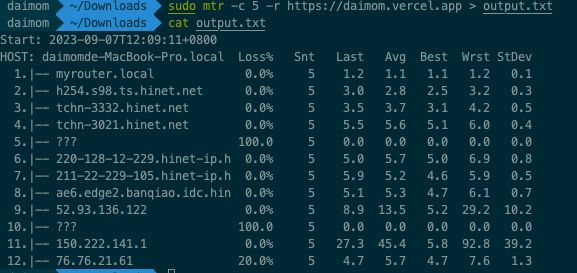 daimom ~/Downloads sudo mtr -c 5 -r https://daimom.vercel.app > output.txt
daimom ~/Downloads cat output.txt
Start: 2023-09-07T12:09:11+0800
HOST: daimomde-MacBook-Pro.local Loss% Snt Last Avg Best Wrst StDev
1.|-- myrouter.local 0.0% 5 1.2 1.1 1.1 1.2 0.1
2.|-- h254.s98.ts.hinet.net 0.0% 5 3.0 2.8 2.5 3.2 0.3
3.|-- tchn-3332.hinet.net 0.0% 5 3.5 3.7 3.1 4.2 0.5
4.|-- tchn-3021.hinet.net 0.0% 5 5.5 5.6 5.1 6.0 0.4
5.|-- ??? 100.0 5 0.0 0.0 0.0 0.0 0.0
6.|-- 220-128-12-229.hinet-ip.h 0.0% 5 5.0 5.7 5.0 6.9 0.8
7.|-- 211-22-229-105.hinet-ip.h 0.0% 5 5.9 5.2 4.6 5.9 0.5
8.|-- ae6.edge2.banqiao.idc.hin 0.0% 5 5.1 5.3 4.7 6.1 0.7
9.|-- 52.93.136.122 0.0% 5 8.9 13.5 5.2 29.2 10.2
10.|-- ??? 100.0 5 0.0 0.0 0.0 0.0 0.0
11.|-- 150.222.141.1 0.0% 5 27.3 45.4 5.8 92.8 39.2
12.|-- 76.76.21.61 20.0% 5 4.7 5.7 4.7 7.6 1.3